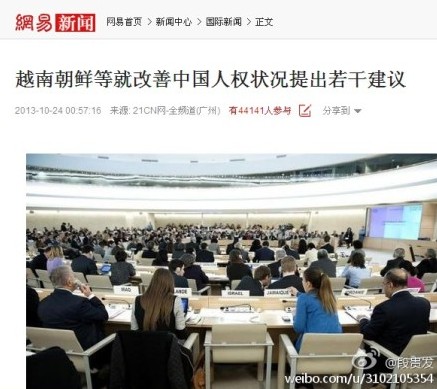 網易 新闻 网易首页 > 新闻中心 > 国际新闻 > 正文
越南朝鲜等就改善中国人权状况提出若干建议
2013-10-24 00:57:16 来源: 21CN网-全频道(广州) 有44141人参与 分享到
IRAQ ISRAEL JAMAIQUE
@段贵发
weibo.com/u/3102105354